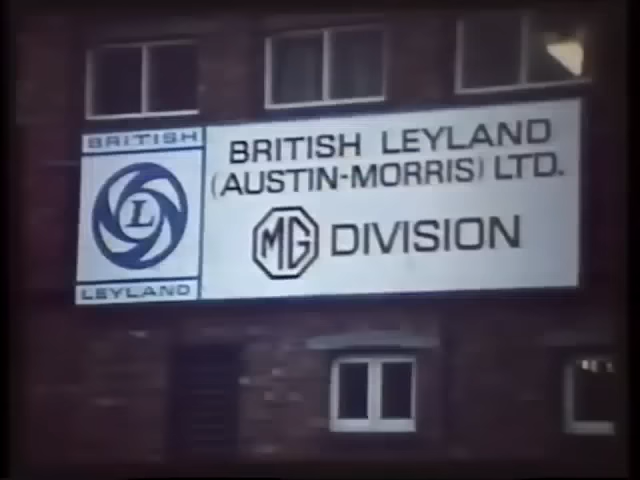 BRITISH
L
LEYLAND
BRITISH LEYLAND
(AUSTIN-MORRIS) LTD.
MG DIVISION